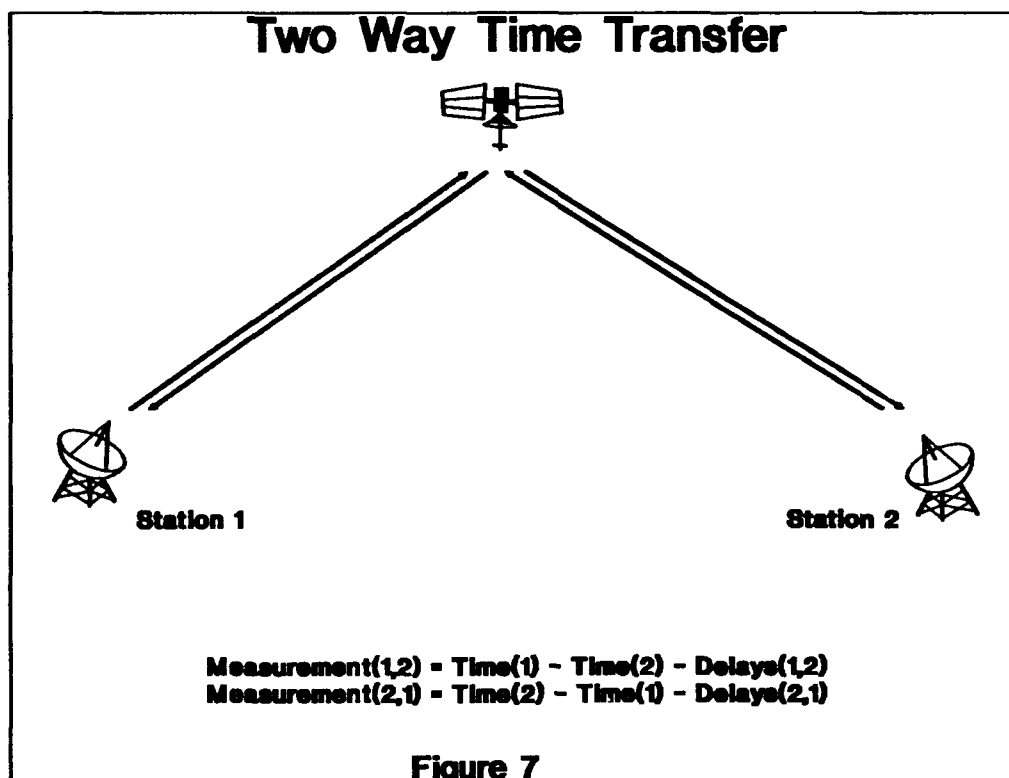 Two Way Time Transfer
Station 1
Station 2
Measurement(1,2) = Time(1) - Time(2) - Delays(1,2)
Measurement(2,1) = Time(2) - Time(1) - Delays(2,1)
Figure 7